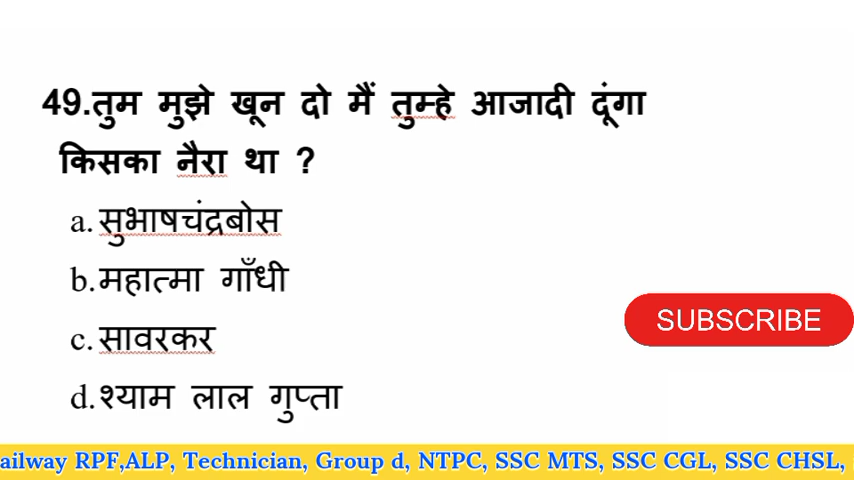 49.तुम मुझे खून दो मैं तुम्हे आजादी दूंगा
किसका नैरा था ?
a. सुभाषचंद्रबोस
b. महात्मा गाँधी
c. सावरकर
SUBSCRIBE
d. श्याम लाल गुप्ता
ailway RPF,ALP, Technician, Group d, NTPC, SSC MTS, SSC CGL, SSC CHSL,